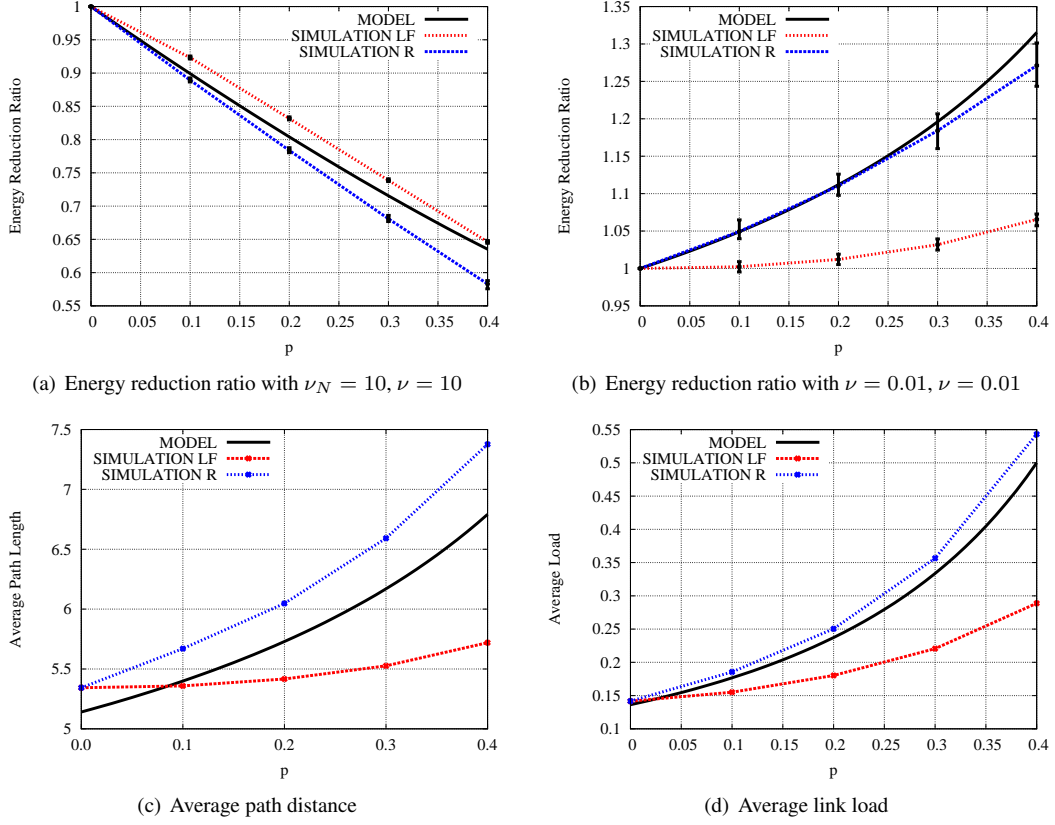 MODEL
SIMULATION LF
SIMULATION R
Energy Reduction Ratio
1
0.95
0.9
0.85
0.8
0.75
0.7
0.65
0.6
0.55
0 0.05 0.1 0.15 0.2 0.25 0.3 0.35 0.4
p
(a) Energy reduction ratio with νN = 10, ν = 10
MODEL
SIMULATION LF
SIMULATION R
Energy Reduction Ratio
1.35
1.3
1.25
1.2
1.15
1.1
1.05
1
0.95
0 0.05 0.1 0.15 0.2 0.25 0.3 0.35 0.4
p
(b) Energy reduction ratio with ν = 0.01, ν = 0.01
MODEL
SIMULATION LF
SIMULATION R
Average Path Length
7.5
7
6.5
6
5.5
5
0.0 0.1 0.2 0.3 0.4
p
(c) Average path distance
MODEL
SIMULATION LF
SIMULATION R
Average Load
0.55
0.5
0.45
0.4
0.35
0.3
0.25
0.2
0.15
0.1
0 0.05 0.1 0.15 0.2 0.25 0.3 0.35 0.4
p
(d) Average link load